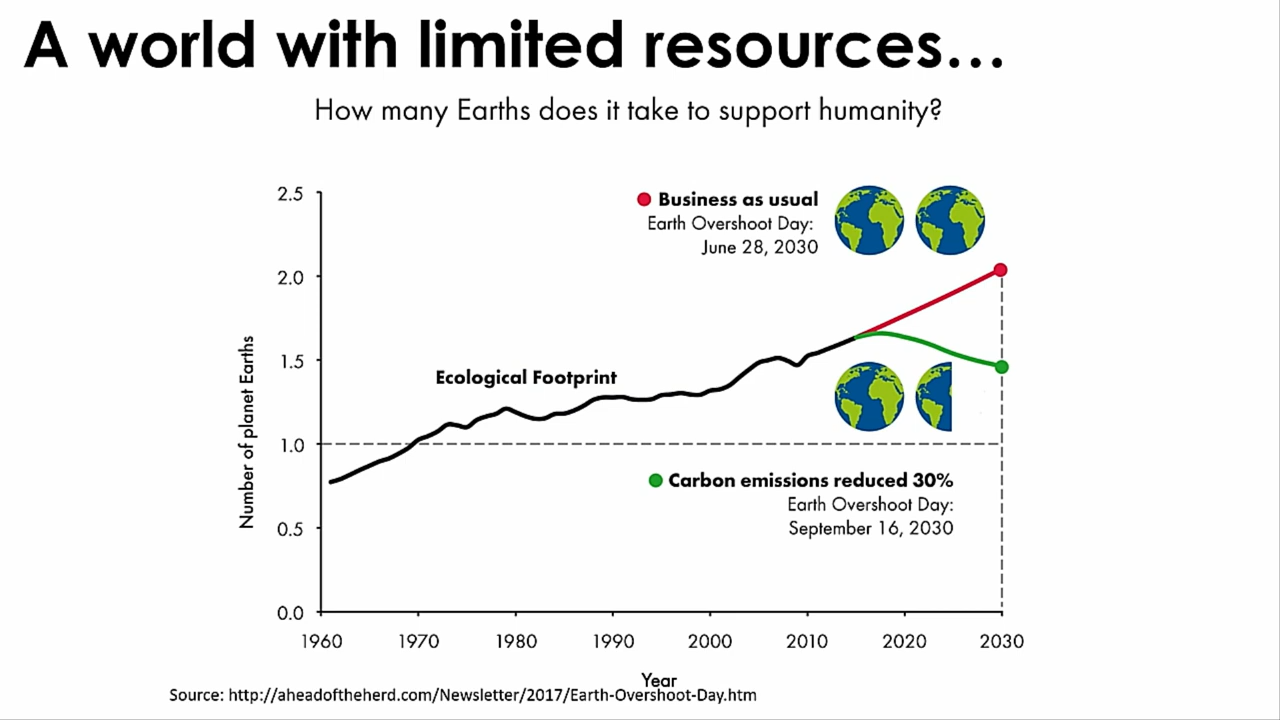 A world with limited resources...
How many Earths does it take to support humanity?
2.5
2.0
1.5
1.0
0.5
0.0
Number of planet Earths
Business as usual
Earth Overshoot Day:
June 28, 2030
Ecological Footprint
Carbon emissions reduced 30%
Earth Overshoot Day:
September 16, 2030
1960 1970 1980 1990 2000 2010 2020 2030
Year
Source: http://aheadoftheherd.com/Newsletter/2017/Earth-Overshoot-Day.htm